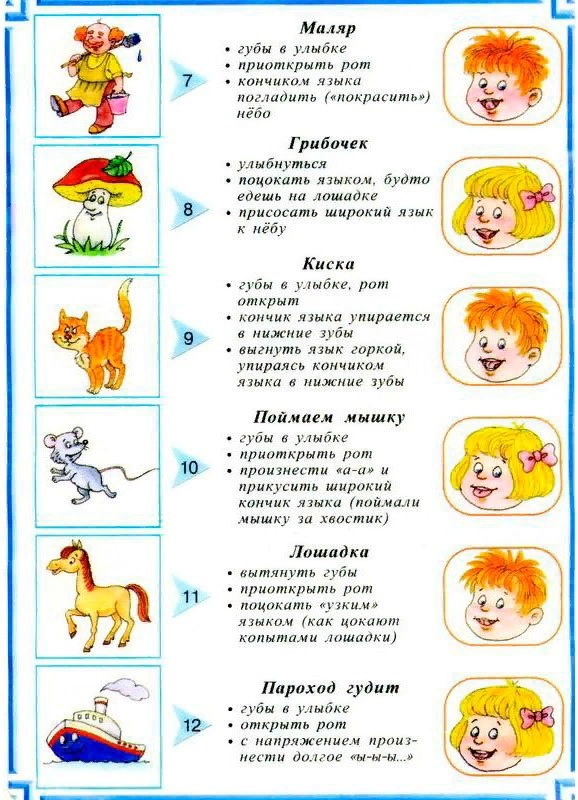 Маляр
7
• губы в улыбке
• приоткрыть рот
• кончиком языка
погладить («покрасить»)
нёбо
Грибочек
8
• улыбнуться
• поцокать языком, будто
едешь на лошадке
• присосать широкий язык
к нёбу
Киска
9
• губы в улыбке, рот
открыт
• кончик языка упирается
в нижние зубы
• выгнуть язык горкой,
упираясь кончиком
языка в нижние зубы
Поймаем мышку
10
• губы в улыбке
• приоткрыть рот
• произнести «а-а» и
прикусить широкий
кончик языка (поймали
мышку за хвостик)
Лошадка
11
• вытянуть губы
• приоткрыть рот
• поцокать «узким»
языком (как цокают
копытами лошадки)
Пароход гудит
12
• губы в улыбке
• открыть рот
• с напряжением произ-
нести долгое «ы-ы-ы...»